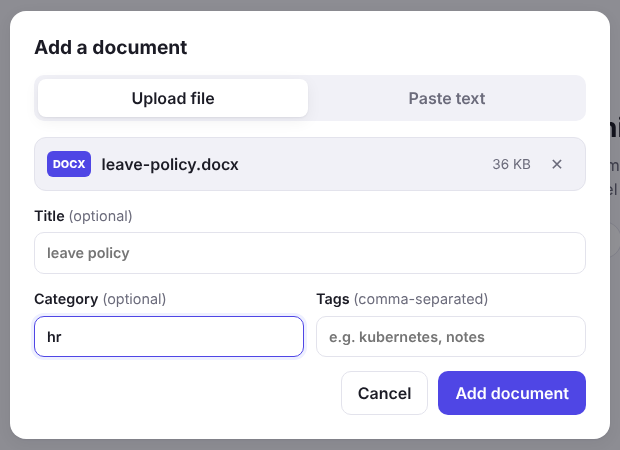 Add a document
Upload file
Paste text
DOCX leave-policy.docx 36 KB ×
Title (optional)
leave policy
Category (optional)
Tags (comma-separated)
hr
e.g. kubernetes, notes
Cancel
Add document